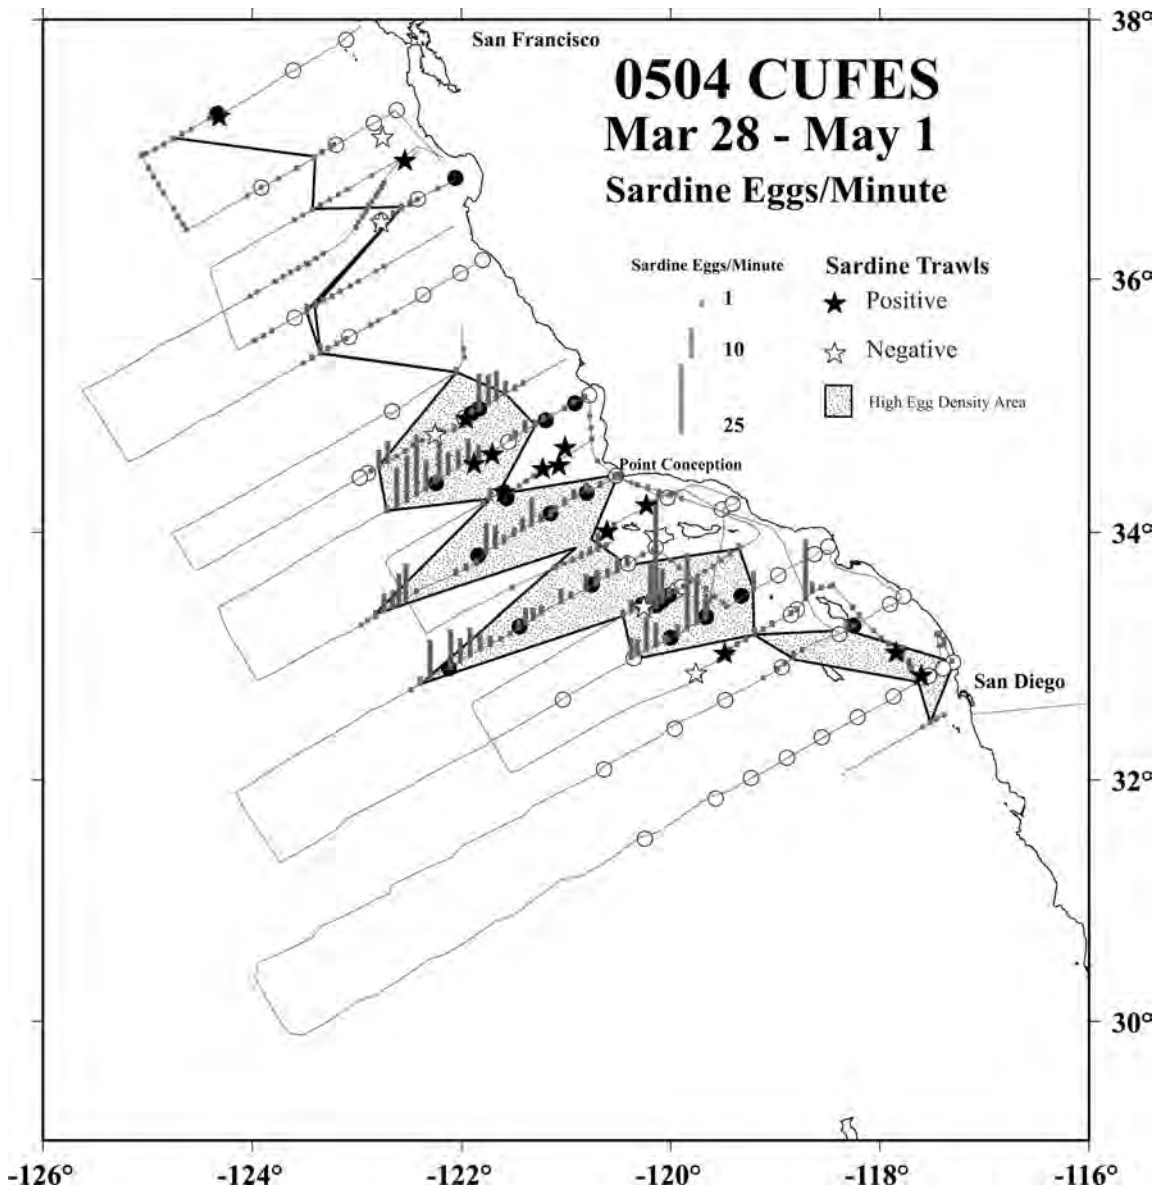 38°
San Francisco
0504 CUFES
Mar 28 - May 1
Sardine Eggs/Minute
Sardine Eggs/Minute
1
10
25
Sardine Trawls
Positive
Negative
High Egg Density Area
36°
Point Conception
34°
San Diego
32°
30°
-126°
-124°
-122°
-120°
-118°
-116°